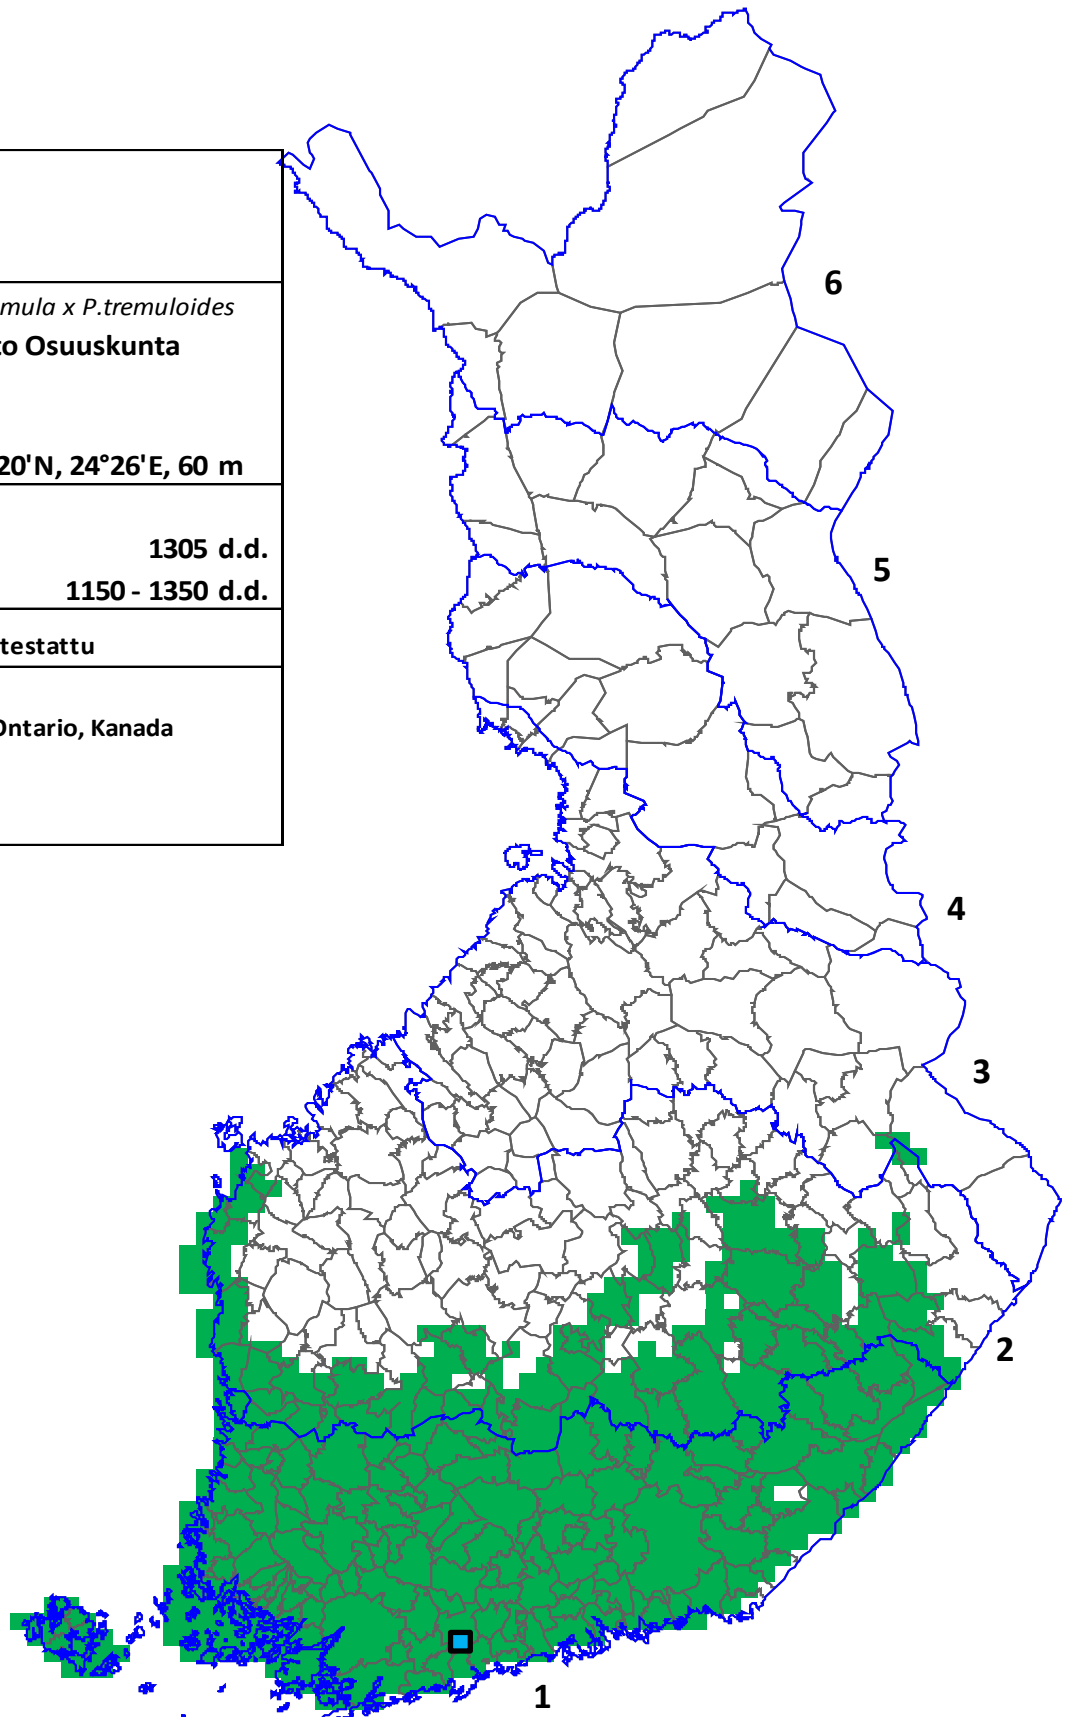 mula x P.tremuloides
to Osuuskunta
20'N, 24°26'E, 60 m
1305 d.d.
1150 - 1350 d.d.
testattu
Ontario, Kanada
6
5
4
3
2
1